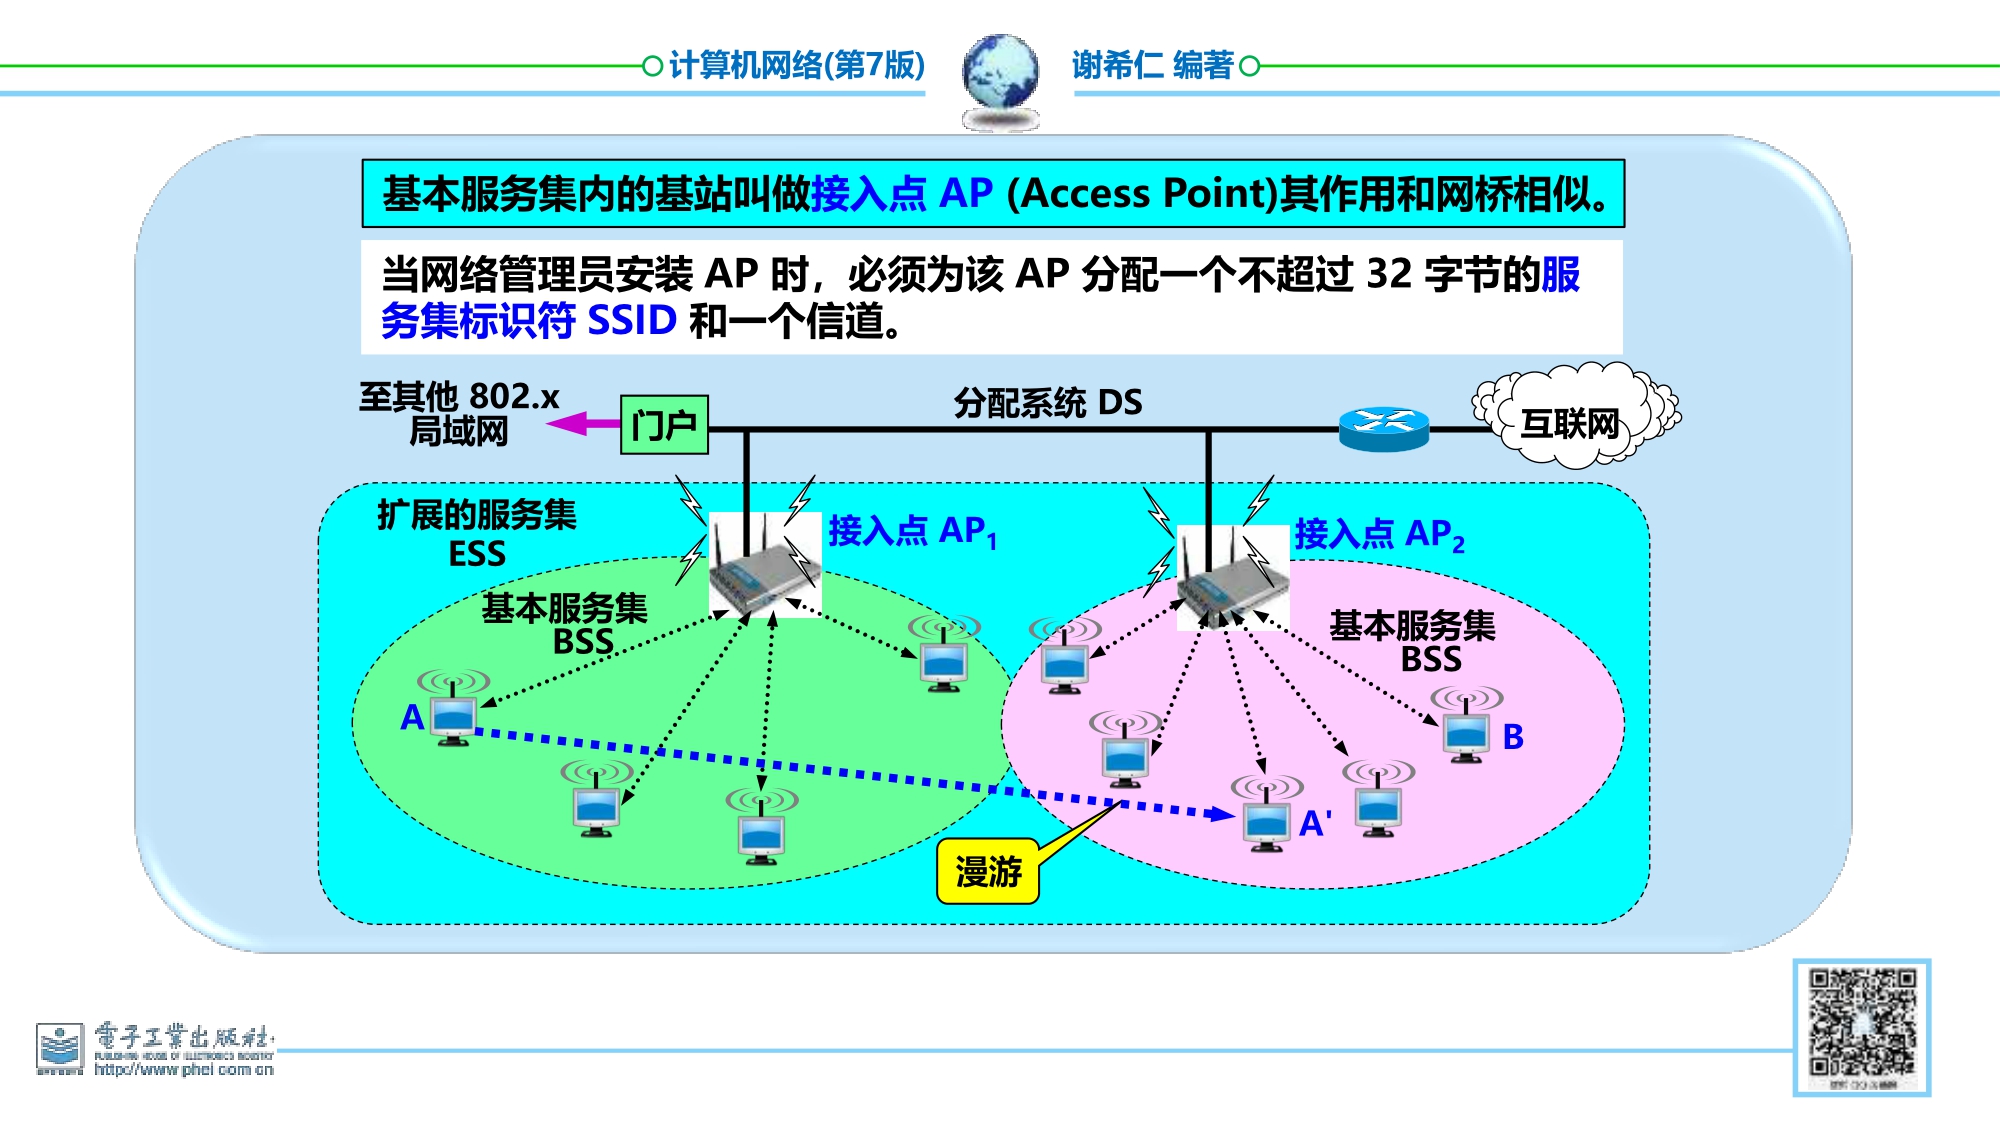 计算机网络(第7版)
谢希仁 编著
基本服务集内的基站叫做接入点 AP (Access Point)其作用和网桥相似。
当网络管理员安装 AP 时，必须为该 AP 分配一个不超过 32 字节的服
务集标识符 SSID 和一个信道。
至其他 802.x
局域网
门户
分配系统 DS
互联网
扩展的服务集
ESS
接入点 AP1
接入点 AP2
基本服务集
BSS
基本服务集
BSS
A
B
A'
漫游
電子工業出版社
PUBLISHING HOUSE OF ELECTRONICS INDUSTRY
http://www.phei.com.cn